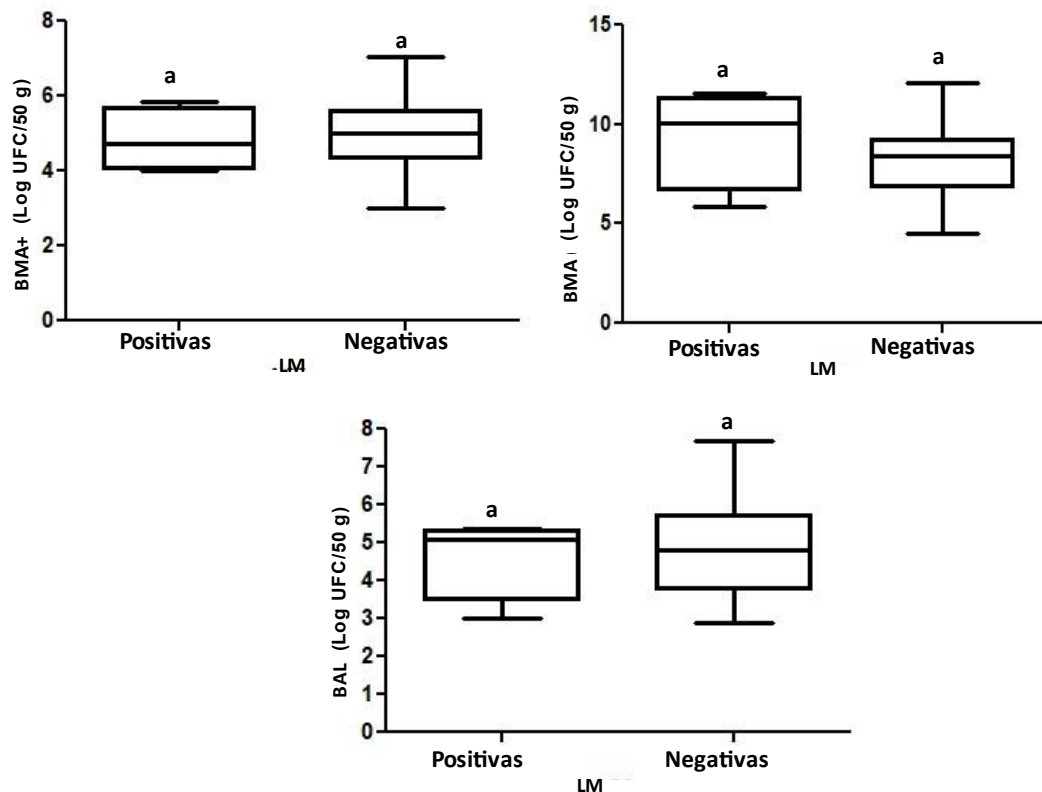 8
6
4
2
0
BMA+ (Log UFC/50 g)
a
a
Positivas
Negativas
LM
15
10
5
0
BMA (Log UFC/50 g)
a
a
Positivas
Negativas
LM
8
7
6
5
4
3
2
1
0
BAL (Log UFC/50 g)
a
a
Positivas
Negativas
LM